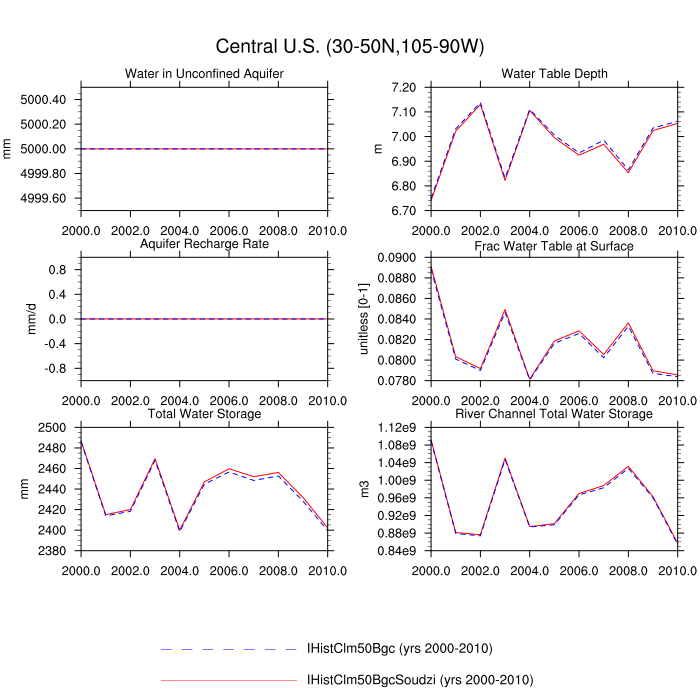 Central U.S. (30-50N,105-90W)
Water in Unconfined Aquifer
5000.40
5000.20
5000.00
4999.80
4999.60
mm
2000.0 2002.0 2004.0 2006.0 2008.0 2010.0
Water Table Depth
7.20
7.10
7.00
6.90
6.80
6.70
m
2000.0 2002.0 2004.0 2006.0 2008.0 2010.0
Aquifer Recharge Rate
0.8
0.4
0.0
-0.4
-0.8
mm/d
2000.0 2002.0 2004.0 2006.0 2008.0 2010.0
Frac Water Table at Surface
0.0900
0.0880
0.0860
0.0840
0.0820
0.0800
0.0780
unitless [0-1]
2000.0 2002.0 2004.0 2006.0 2008.0 2010.0
Total Water Storage
2500
2480
2460
2440
2420
2400
2380
mm
2000.0 2002.0 2004.0 2006.0 2008.0 2010.0
River Channel Total Water Storage
1.12e9
1.08e9
1.04e9
1.00e9
0.96e9
0.92e9
0.88e9
0.84e9
m3
2000.0 2002.0 2004.0 2006.0 2008.0 2010.0
IHistClm50Bgc (yrs 2000-2010)
IHistClm50BgcSoudzi (yrs 2000-2010)